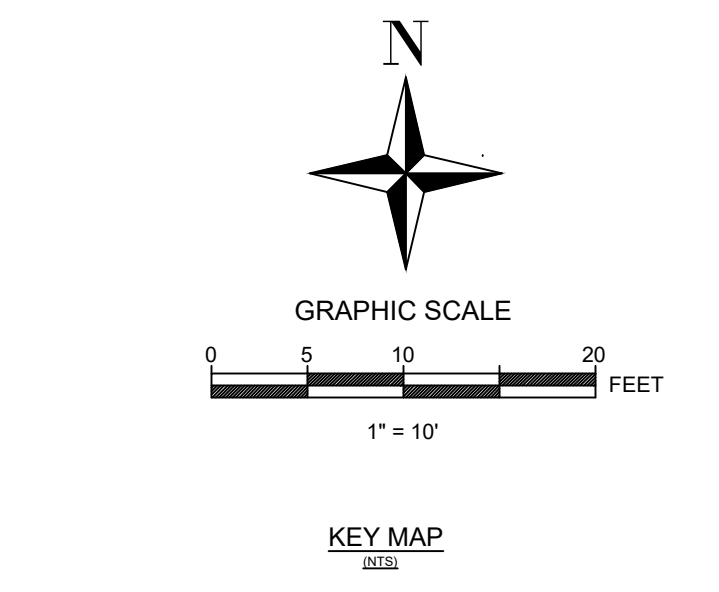 N
GRAPHIC SCALE
0 5 10 20
FEET
1" = 10'
KEY MAP
(NTS)